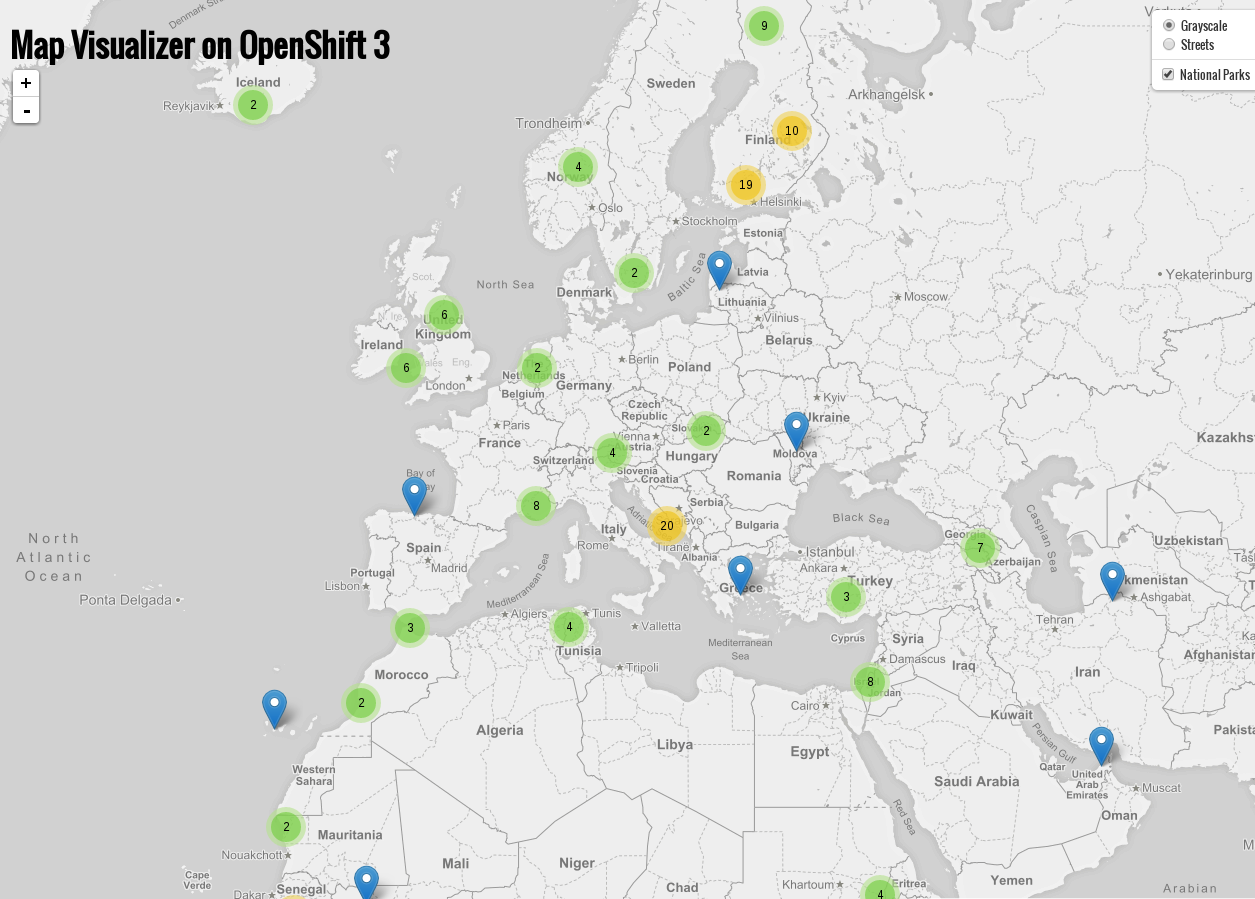 Map Visualizer on OpenShift 3
+
-
Grayscale
Streets
National Parks
Denmark Str
Iceland
Reykjavik
2
9
Sweden
Arkhangelsk
Trondheim
10
Finland
4
Norway
19
Helsinki
Oslo
Stockholm
Estonia
Scot.
North Sea
2
Baltic Sea
Latvia
Yekaterinburg
Denmark
Lithuania
Moscow
6
United
Kingdom
Vilnius
Ireland
Belarus
6
Eng.
London
2
Netherlands
Belgium
Berlin
Germany
Poland
Czech
Republic
Kyiv
Ukraine
Paris
France
Vienna
Austria
2
Kazakhs
4
Switzerland
Hungary
Moldova
Slovenia
Croatia
Romania
Bay of
8
Serbia
20
Italy
Bulgaria
Black Sea
Rome
Tirane
Albania
Georgia
7
Azerbaijan
Caspian Sea
Uzbekistan
North
Atlantic
Ocean
Spain
Madrid
Portugal
Lisbon
Istanbul
Ankara
Turkey
3
Greece
kmenistan
Ashgabat
Ponta Delgada
Mediterranean Sea
Algiers
Tunis
4
Valletta
Tunisia
3
Mediterranean
Sea
Cyprus
Syria
Damascus
Tehran
Iraq
Iran
Afghanistan
Tripoli
Morocco
2
8
Jordan
Cairo
Kuwait
Algeria
Libya
Egypt
Persian Gulf
Pakist
Western
Sahara
Saudi Arabia
Qatar
United
Arab
Emirates
Muscat
Oman
2
Mauritania
Nouakchott
Red Sea
Mali
Niger
Chad
Cape
Verde
Dakar
Senegal
Khartoum
4
Eritrea
Yemen
Arabian